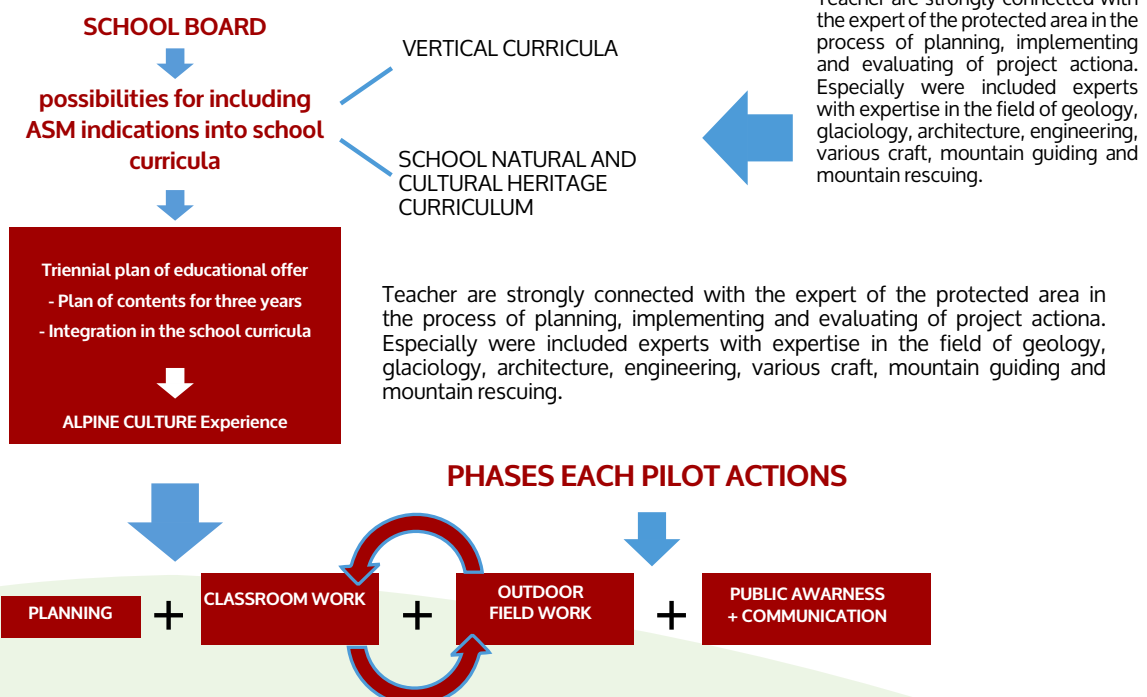 SCHOOL BOARD
possibilities for including
ASM indications into school
curricula
VERTICAL CURRICULA
SCHOOL NATURAL AND
CULTURAL HERITAGE
CURRICULUM
Teacher are strongly connected with
the expert of the protected area in the
process of planning, implementing
and evaluating of project actiona.
Especially were included experts
with expertise in the field of geology,
glaciology, architecture, engineering,
various craft, mountain guiding and
mountain rescuing.
Triennial plan of educational offer
- Plan of contents for three years
- Integration in the school curricula
ALPINE CULTURE Experience
Teacher are strongly connected with the expert of the protected area in
the process of planning, implementing and evaluating of project actiona.
Especially were included experts with expertise in the field of geology,
glaciology, architecture, engineering, various craft, mountain guiding and
mountain rescuing.
PHASES EACH PILOT ACTIONS
PLANNING
+
CLASSROOM WORK
+
OUTDOOR
FIELD WORK
+
PUBLIC AWARNESS
+ COMMUNICATION